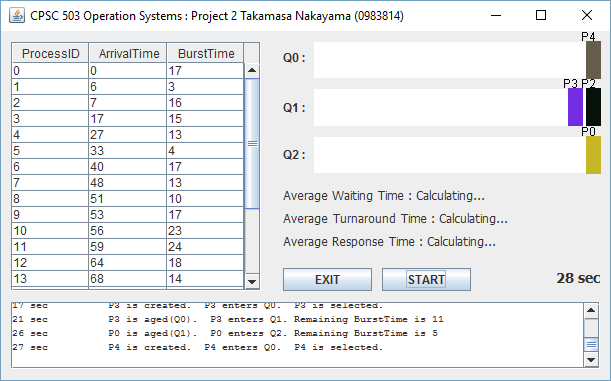 CPSC 503 Operation Systems : Project 2 Takamasa Nakayama (0983814)
ProcessID ArrivalTime BurstTime
0 0 17
1 6 3
2 7 16
3 17 15
4 27 13
5 33 4
6 40 17
7 48 13
8 51 10
9 53 17
10 56 23
11 59 24
12 64 18
13 68 14
P4
Q0 :
P3 P2
Q1 :
P0
Q2 :
Average Waiting Time : Calculating...
Average Turnaround Time : Calculating...
Average Response Time : Calculating...
EXIT START 28 sec
17 sec P3 is created. P3 enters Q0. P3 is selected.
21 sec P3 is aged(Q0). P3 enters Q1. Remaining BurstTime is 11
26 sec P0 is aged(Q1). P0 enters Q2. Remaining BurstTime is 5
27 sec P4 is created. P4 enters Q0. P4 is selected.